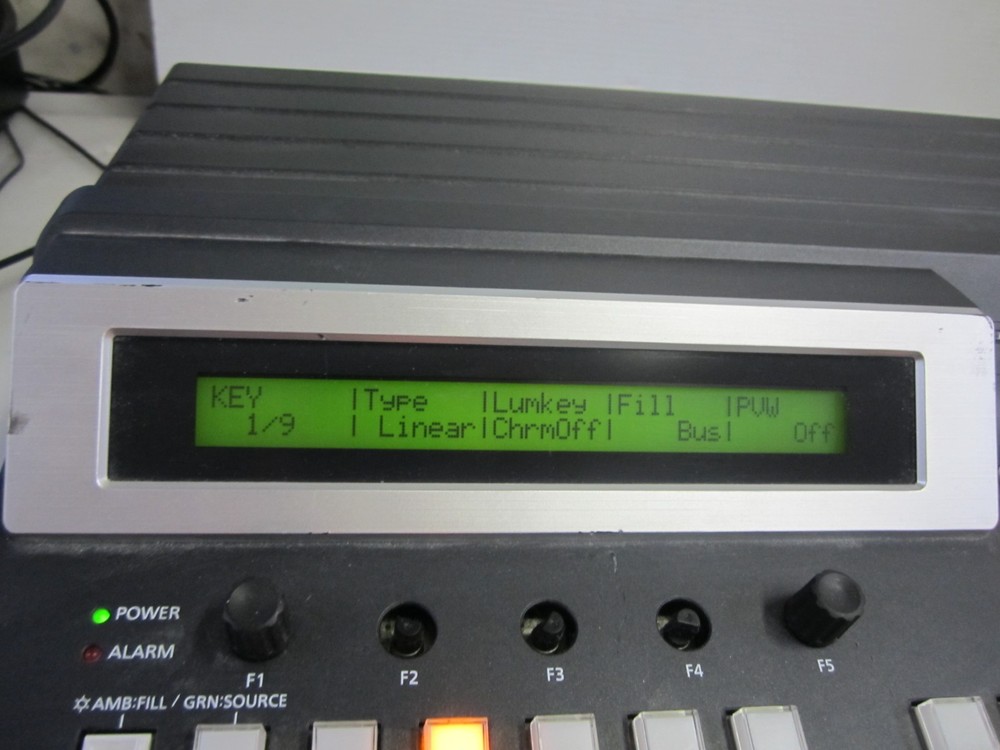 KEY |Type |Lumkey |Fill |PVW
1/9 | Linear|ChrmOff| Bus| Off
POWER
ALARM
F1 F2 F3 F4 F5
☼AMB:FILL / GRN:SOURCE